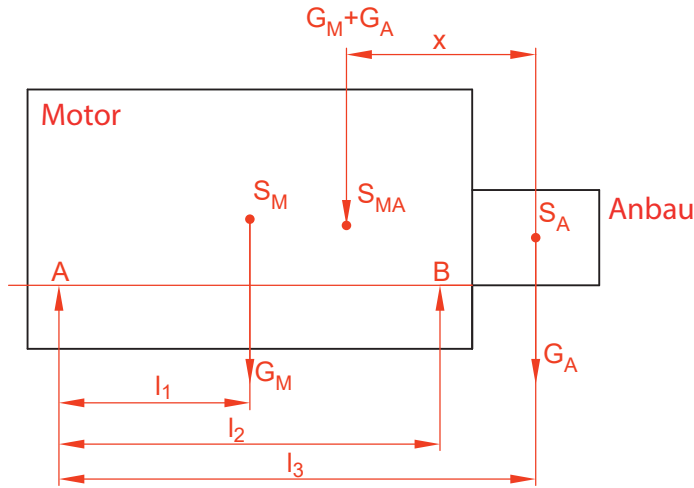 G_M+G_A
x
Motor
S_M
S_MA
S_A
Anbau
A
B
G_M
G_A
l_1
l_2
l_3